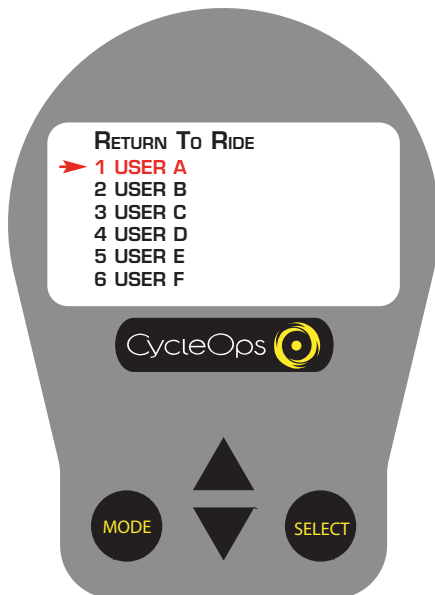 Return To Ride
1 USER A
2 USER B
3 USER C
4 USER D
5 USER E
6 USER F
CycleOps
MODE
SELECT